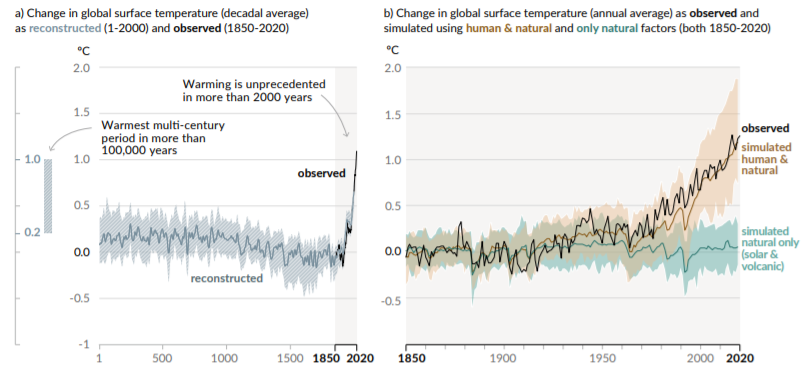 a) Change in global surface temperature (decadal average)
as reconstructed (1-2000) and observed (1850-2020)
°C
2.0
1.5
1.0
0.5
0.0
-0.5
-1
1.0
0.2
Warming is unprecedented
in more than 2000 years
Warmest multi-century
period in more than
100,000 years
observed
reconstructed
1 500 1000 1500 1850 2020
b) Change in global surface temperature (annual average) as observed and
simulated using human & natural and only natural factors (both 1850-2020)
°C
2.0
1.5
1.0
0.5
0.0
-0.5
observed
simulated
human &
natural
simulated
natural only
(solar &
volcanic)
1850 1900 1950 2000 2020